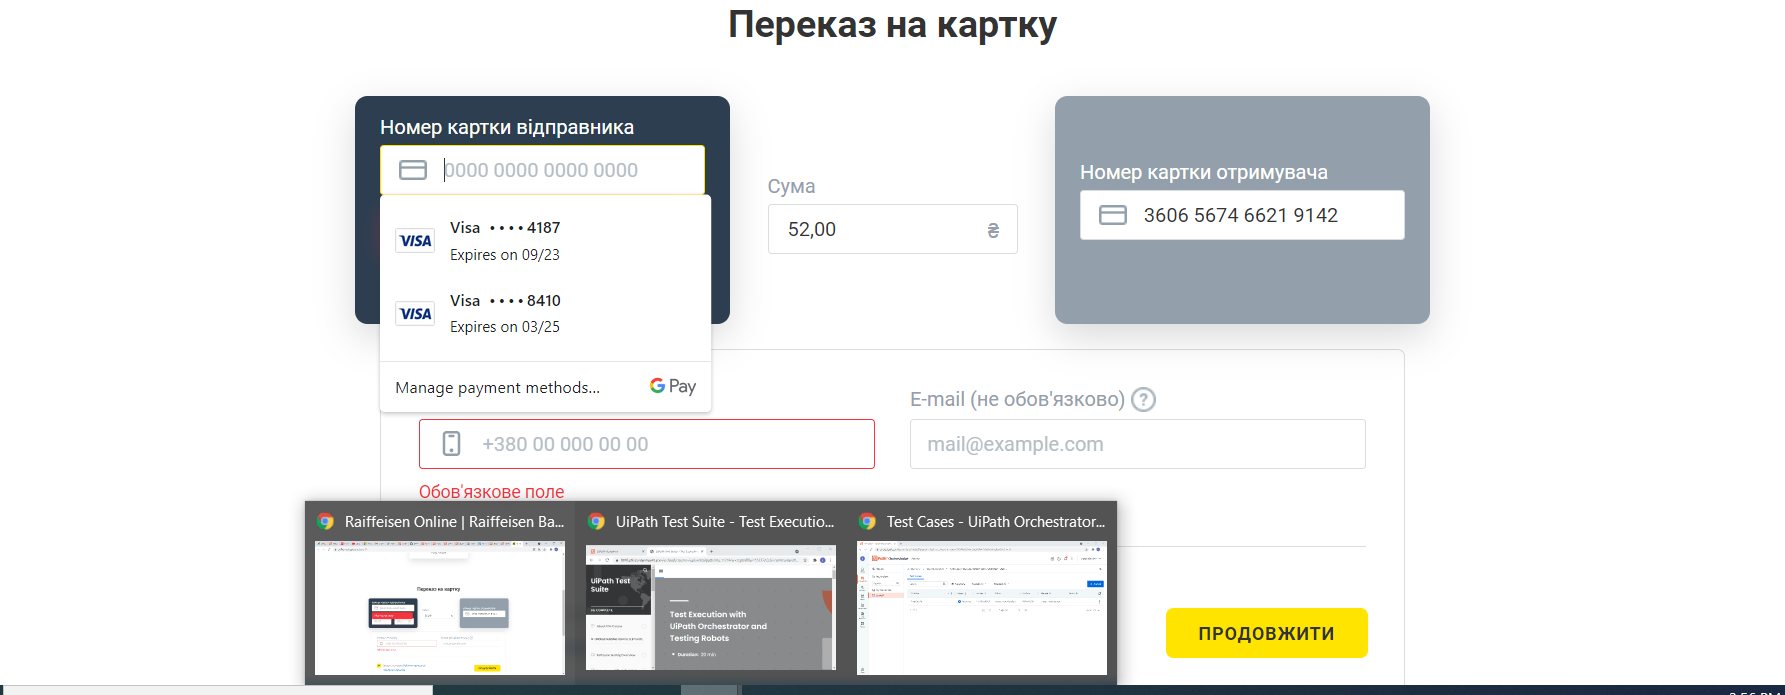 Переказ на картку
Номер картки відправника
0000 0000 0000 0000
VISA
Visa • • • • 4187
Expires on 09/23
VISA
Visa • • • • 8410
Expires on 03/25
Manage payment methods...
G Pay
Сума
52,00 ₴
Номер картки отримувача
3606 5674 6621 9142
+380 00 000 00 00
Обов'язкове поле
E-mail (не обов'язково) ?
mail@example.com
Raiffeisen Online | Raiffeisen Ba...
UiPath Test Suite - Test Executio...
Test Cases - UiPath Orchestrator...
Переказ на картку
UiPath Test
Suite
Test Execution with
UiPath Orchestrator and
Testing Robots
• Duration: 25 min
ПРОДОВЖИТИ